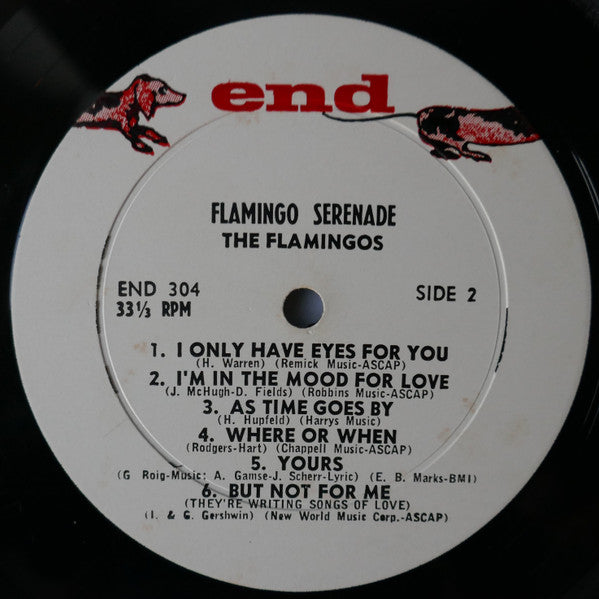 end
FLAMINGO SERENADE
THE FLAMINGOS
END 304
SIDE 2
33⅓ RPM
1. I ONLY HAVE EYES FOR YOU
(H. Warren) (Remick Music-ASCAP)
2. I'M IN THE MOOD FOR LOVE
(J. McHugh-D. Fields) (Robbins Music-ASCAP)
3. AS TIME GOES BY
(H. Hupfeld) (Harrys Music)
4. WHERE OR WHEN
(Rodgers-Hart) (Chappell Music-ASCAP)
5. YOURS
(G Roig-Music: A. Gamse-J. Scherr-Lyric) (E. B. Marks-BMI)
6. BUT NOT FOR ME
(THEY'RE WRITING SONGS OF LOVE)
(I. & G. Gershwin) (New World Music Corp.-ASCAP)